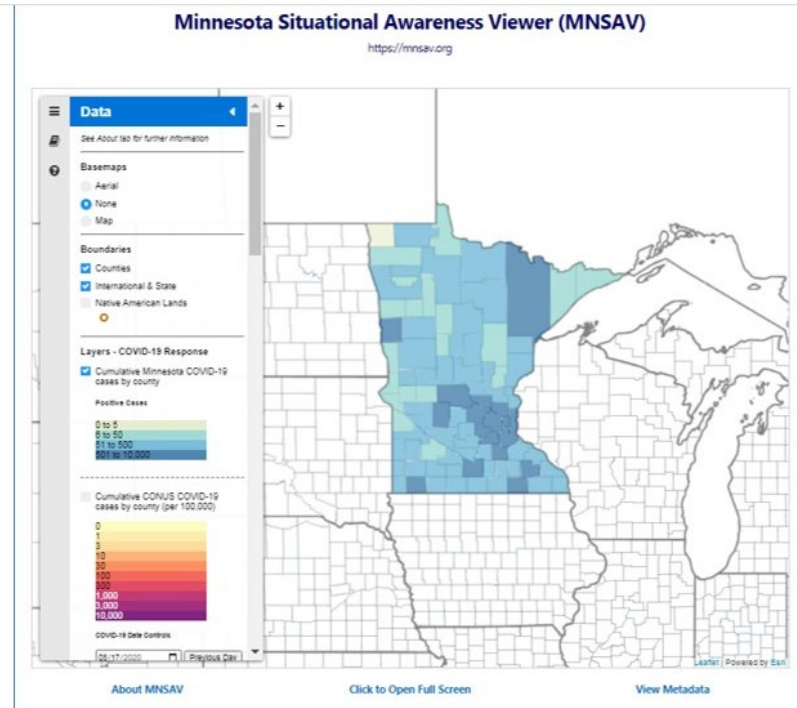 Minnesota Situational Awareness Viewer (MNSAV)
https://mnsav.org
Data
See About tab for further information
Basemaps
Aerial
None
Map
Boundaries
Counties
International & State
Native American Lands
Layers - COVID-19 Response
Cumulative Minnesota COVID-19
cases by county
Positive Cases
0 to 5
6 to 50
51 to 500
501 to 10,000
Cumulative CONUS COVID-19
cases by county (per 100,000)
0
1
3
10
30
100
300
1,000
3,000
10,000
COVID-19 Date Controls
Previous Day
+
−
Leaflet | Powered by Esri
About MNSAV
Click to Open Full Screen
View Metadata